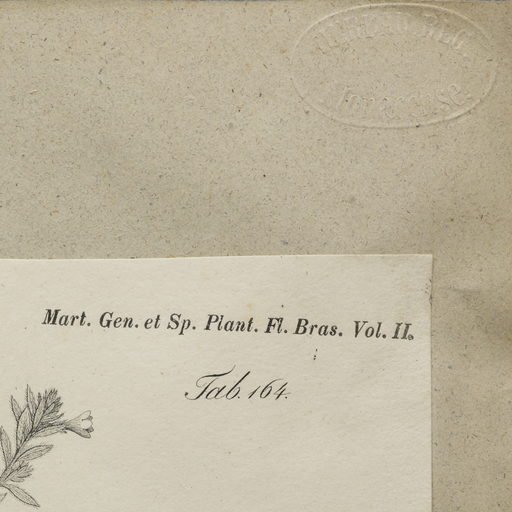 Mart. Gen. et Sp. Plant. Fl. Bras. Vol. II.
Tab. 164.